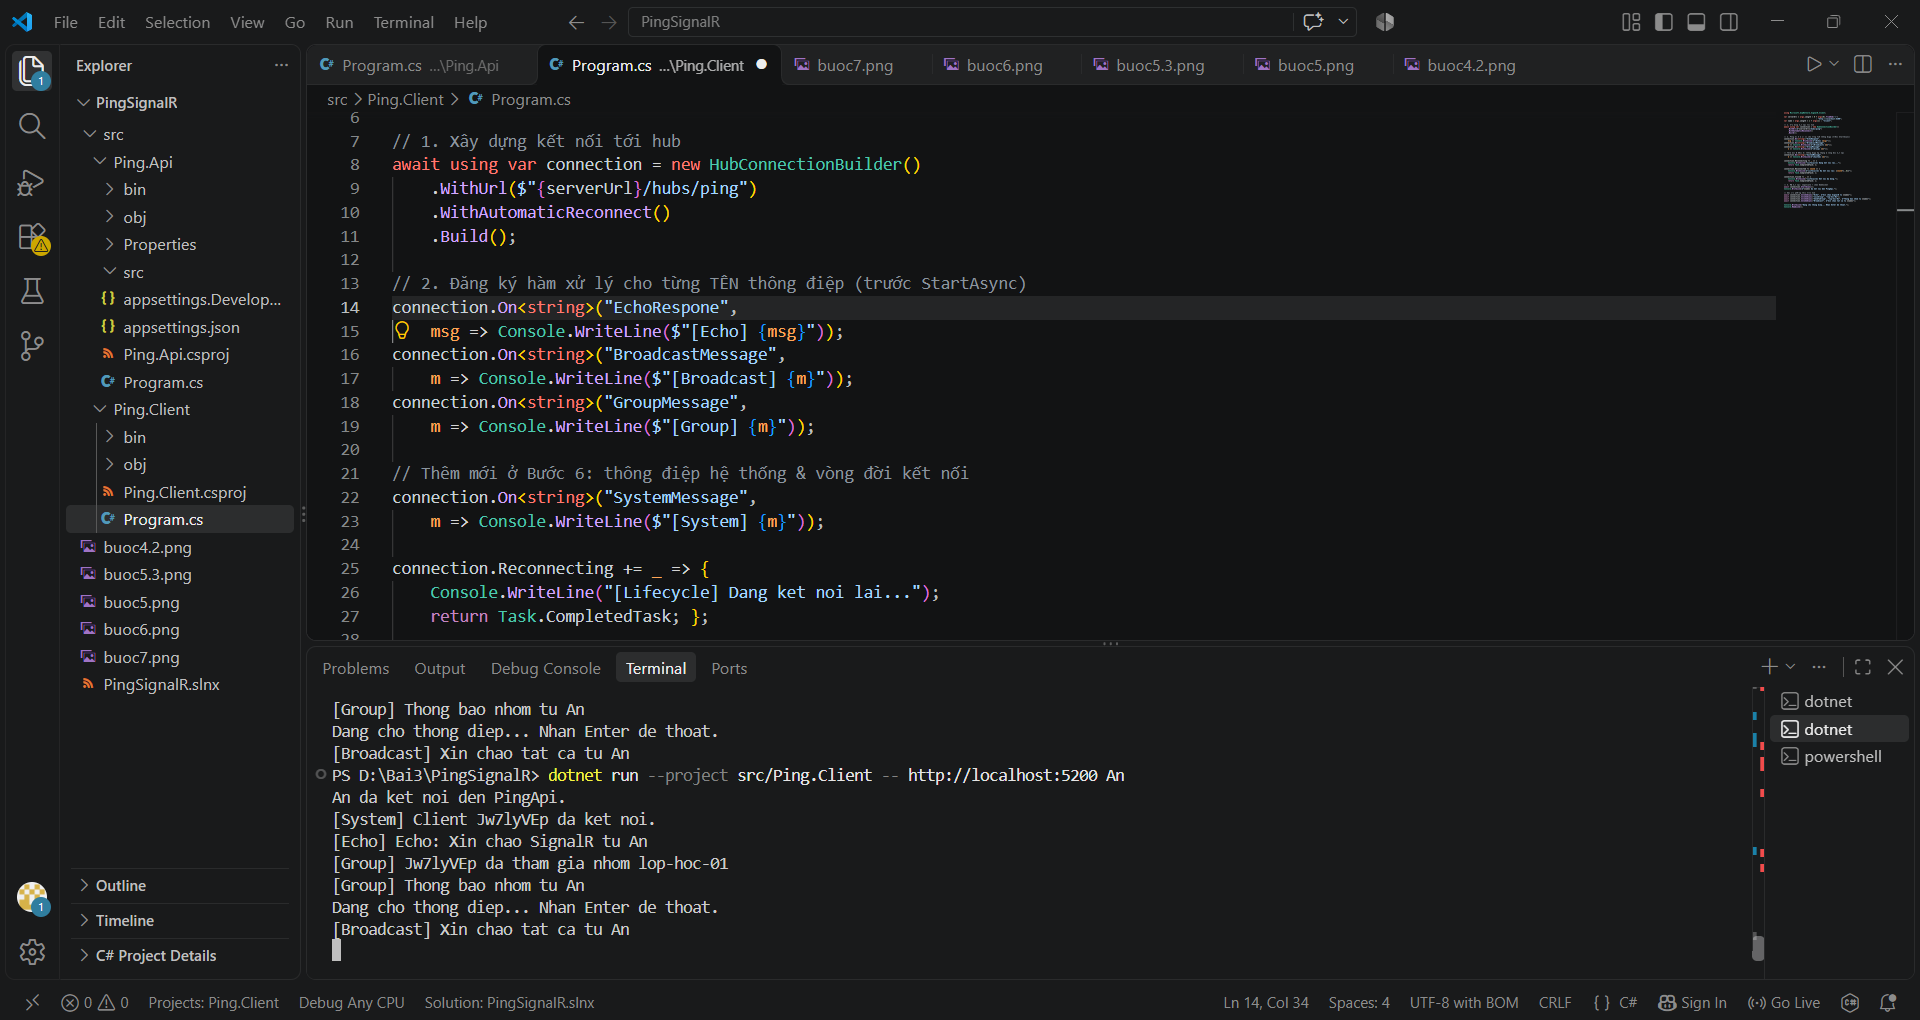 File Edit Selection View Go Run Terminal Help
PingSignalR
Explorer
PingSignalR
src
Ping.Api
bin
obj
Properties
src
appsettings.Develop...
appsettings.json
Ping.Api.csproj
Program.cs
Ping.Client
bin
obj
Ping.Client.csproj
Program.cs
buoc4.2.png
buoc5.3.png
buoc5.png
buoc6.png
buoc7.png
PingSignalR.slnx
Outline
Timeline
C# Project Details
Program.cs ...\Ping.Api
Program.cs ...\Ping.Client
buoc7.png
buoc6.png
buoc5.3.png
buoc5.png
buoc4.2.png
src > Ping.Client > Program.cs
6
7 // 1. Xây dựng kết nối tới hub
8 await using var connection = new HubConnectionBuilder()
9 .WithUrl($"{serverUrl}/hubs/ping")
10 .WithAutomaticReconnect()
11 .Build();
12
13 // 2. Đăng ký hàm xử lý cho từng TÊN thông điệp (trước StartAsync)
14 connection.On<string>("EchoRespone",
15 msg => Console.WriteLine($"[Echo] {msg}"));
16 connection.On<string>("BroadcastMessage",
17 m => Console.WriteLine($"[Broadcast] {m}"));
18 connection.On<string>("GroupMessage",
19 m => Console.WriteLine($"[Group] {m}"));
20
21 // Thêm mới ở Bước 6: thông điệp hệ thống & vòng đời kết nối
22 connection.On<string>("SystemMessage",
23 m => Console.WriteLine($"[System] {m}"));
24
25 connection.Reconnecting += _ => {
26 Console.WriteLine("[Lifecycle] Dang ket noi lai...");
27 return Task.CompletedTask; };
28
Problems Output Debug Console Terminal Ports
[Group] Thong bao nhom tu An
Dang cho thong diep... Nhan Enter de thoat.
[Broadcast] Xin chao tat ca tu An
PS D:\Bai3\PingSignalR> dotnet run --project src/Ping.Client -- http://localhost:5200 An
An da ket noi den PingApi.
[System] Client Jw7lyVEp da ket noi.
[Echo] Echo: Xin chao SignalR tu An
[Group] Jw7lyVEp da tham gia nhom lop-hoc-01
[Group] Thong bao nhom tu An
Dang cho thong diep... Nhan Enter de thoat.
[Broadcast] Xin chao tat ca tu An
dotnet
dotnet
powershell
0 0 Projects: Ping.Client Debug Any CPU Solution: PingSignalR.slnx Ln 14, Col 34 Spaces: 4 UTF-8 with BOM CRLF { } C# Sign In Go Live